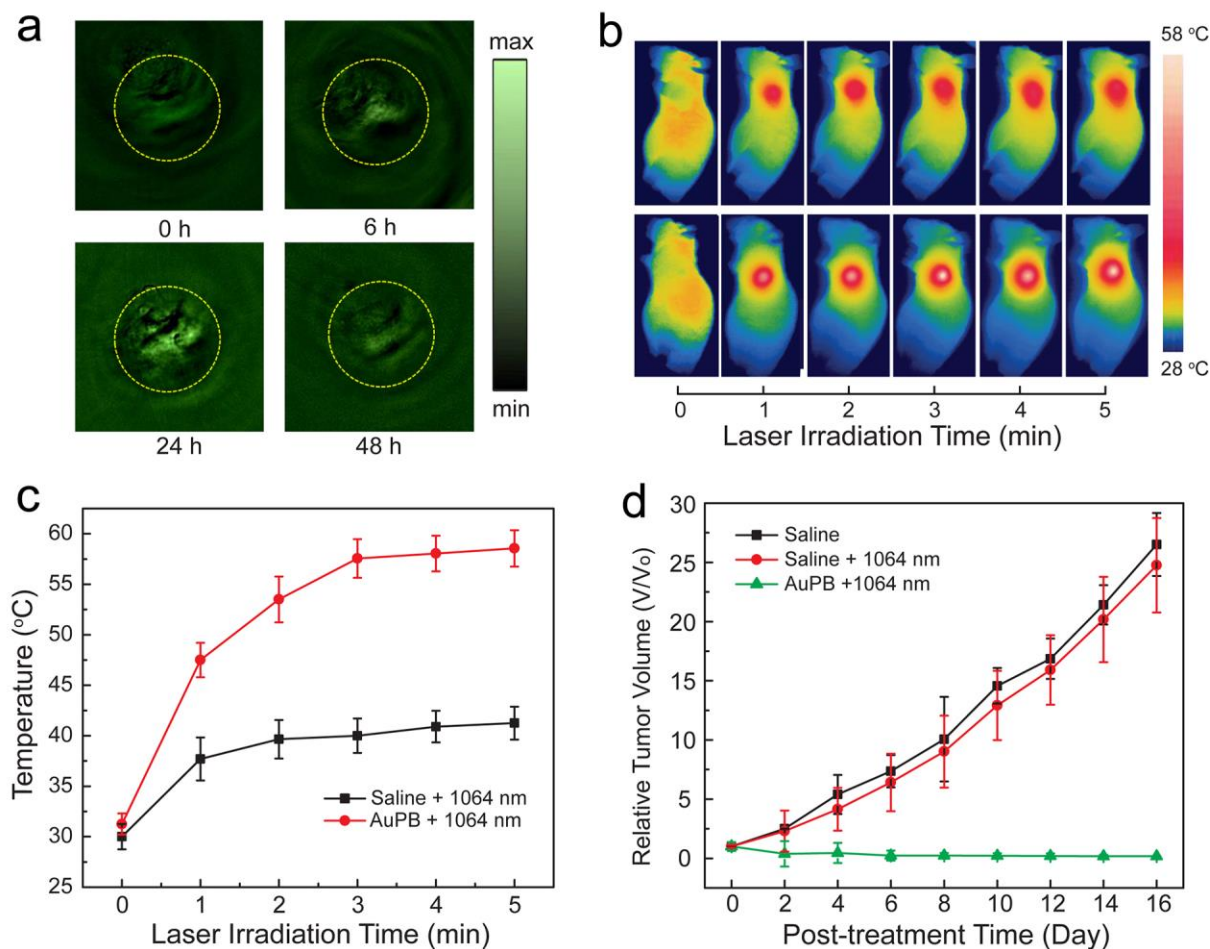 a
max
min
0 h
6 h
24 h
48 h
b
58 °C
28 °C
0 1 2 3 4 5
Laser Irradiation Time (min)
c
Temperature (°C)
60
55
50
45
40
35
30
25
Saline + 1064 nm
AuPB + 1064 nm
0 1 2 3 4 5
Laser Irradiation Time (min)
d
Relative Tumor Volume (V/V₀)
30
25
20
15
10
5
0
Saline
Saline + 1064 nm
AuPB +1064 nm
0 2 4 6 8 10 12 14 16
Post-treatment Time (Day)